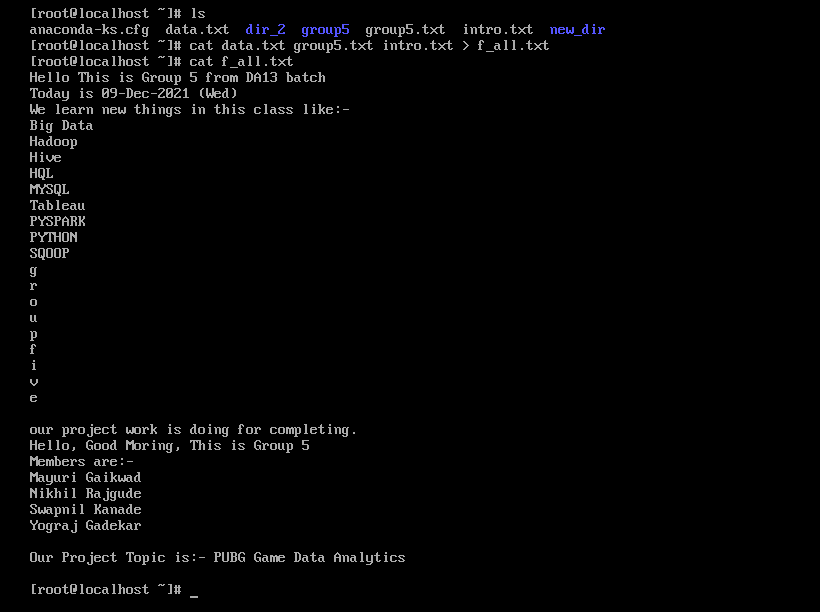 [root@localhost ~]# ls
anaconda-ks.cfg  data.txt  dir_2  group5  group5.txt  intro.txt  new_dir
[root@localhost ~]# cat data.txt group5.txt intro.txt > f_all.txt
[root@localhost ~]# cat f_all.txt
Hello This is Group 5 from DA13 batch
Today is 09-Dec-2021 (Wed)
We learn new things in this class like:-
Big Data
Hadoop
Hive
HQL
MYSQL
Tableau
PYSPARK
PYTHON
SQOOP
g
r
o
u
p
f
i
v
e

our project work is doing for completing.
Hello, Good Moring, This is Group 5
Members are:-
Mayuri Gaikwad
Nikhil Rajgude
Swapnil Kanade
Yograj Gadekar

Our Project Topic is:- PUBG Game Data Analytics

[root@localhost ~]# _